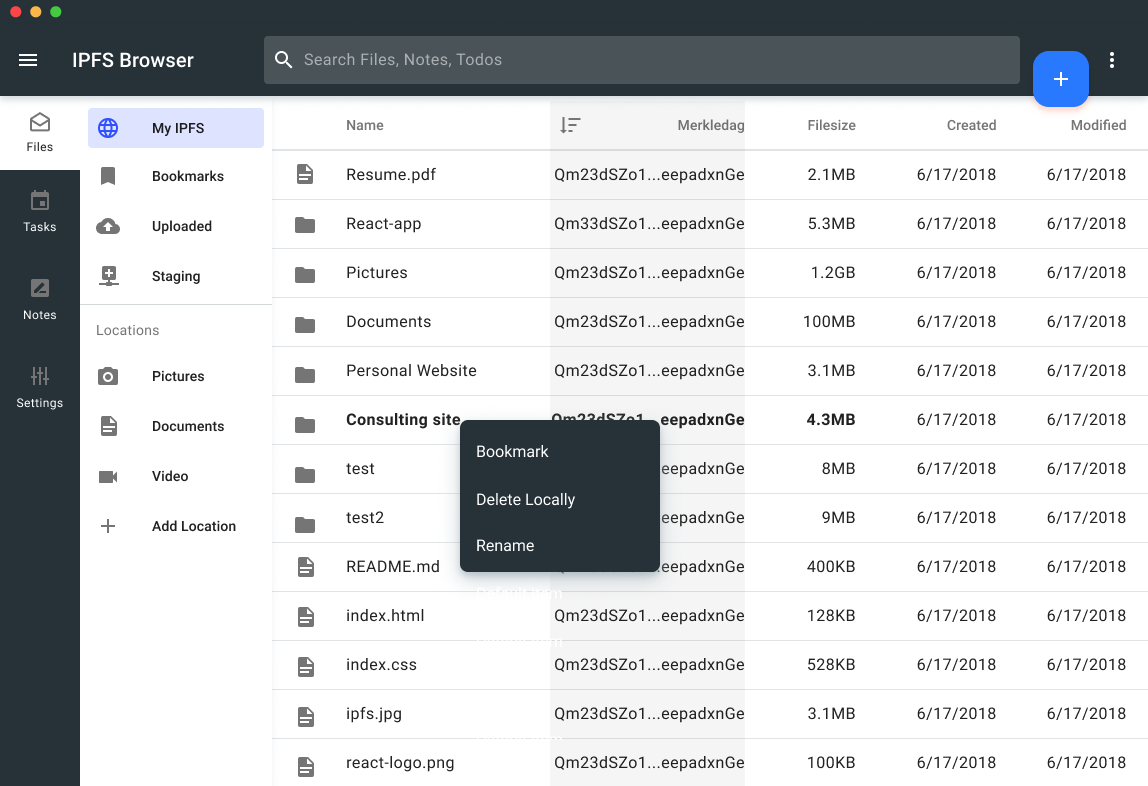 IPFS Browser
Search Files, Notes, Todos
Files
Tasks
Notes
Settings
My IPFS
Bookmarks
Uploaded
Staging
Locations
Pictures
Documents
Video
Add Location
Name Merkledag Filesize Created Modified
Resume.pdf Qm23dSZo1...eepadxnGe 2.1MB 6/17/2018 6/17/2018
React-app Qm33dSZo1...eepadxnGe 5.3MB 6/17/2018 6/17/2018
Pictures Qm23dSZo1...eepadxnGe 1.2GB 6/17/2018 6/17/2018
Documents Qm23dSZo1...eepadxnGe 100MB 6/17/2018 6/17/2018
Personal Website Qm23dSZo1...eepadxnGe 3.1MB 6/17/2018 6/17/2018
Consulting site Qm23dSZo1...eepadxnGe 4.3MB 6/17/2018 6/17/2018
test eepadxnGe 8MB 6/17/2018 6/17/2018
test2 eepadxnGe 9MB 6/17/2018 6/17/2018
README.md eepadxnGe 400KB 6/17/2018 6/17/2018
index.html Qm23dSZo1...eepadxnGe 128KB 6/17/2018 6/17/2018
index.css Qm23dSZo1...eepadxnGe 528KB 6/17/2018 6/17/2018
ipfs.jpg Qm23dSZo1...eepadxnGe 3.1MB 6/17/2018 6/17/2018
react-logo.png Qm23dSZo1...eepadxnGe 100KB 6/17/2018 6/17/2018
Bookmark
Delete Locally
Rename